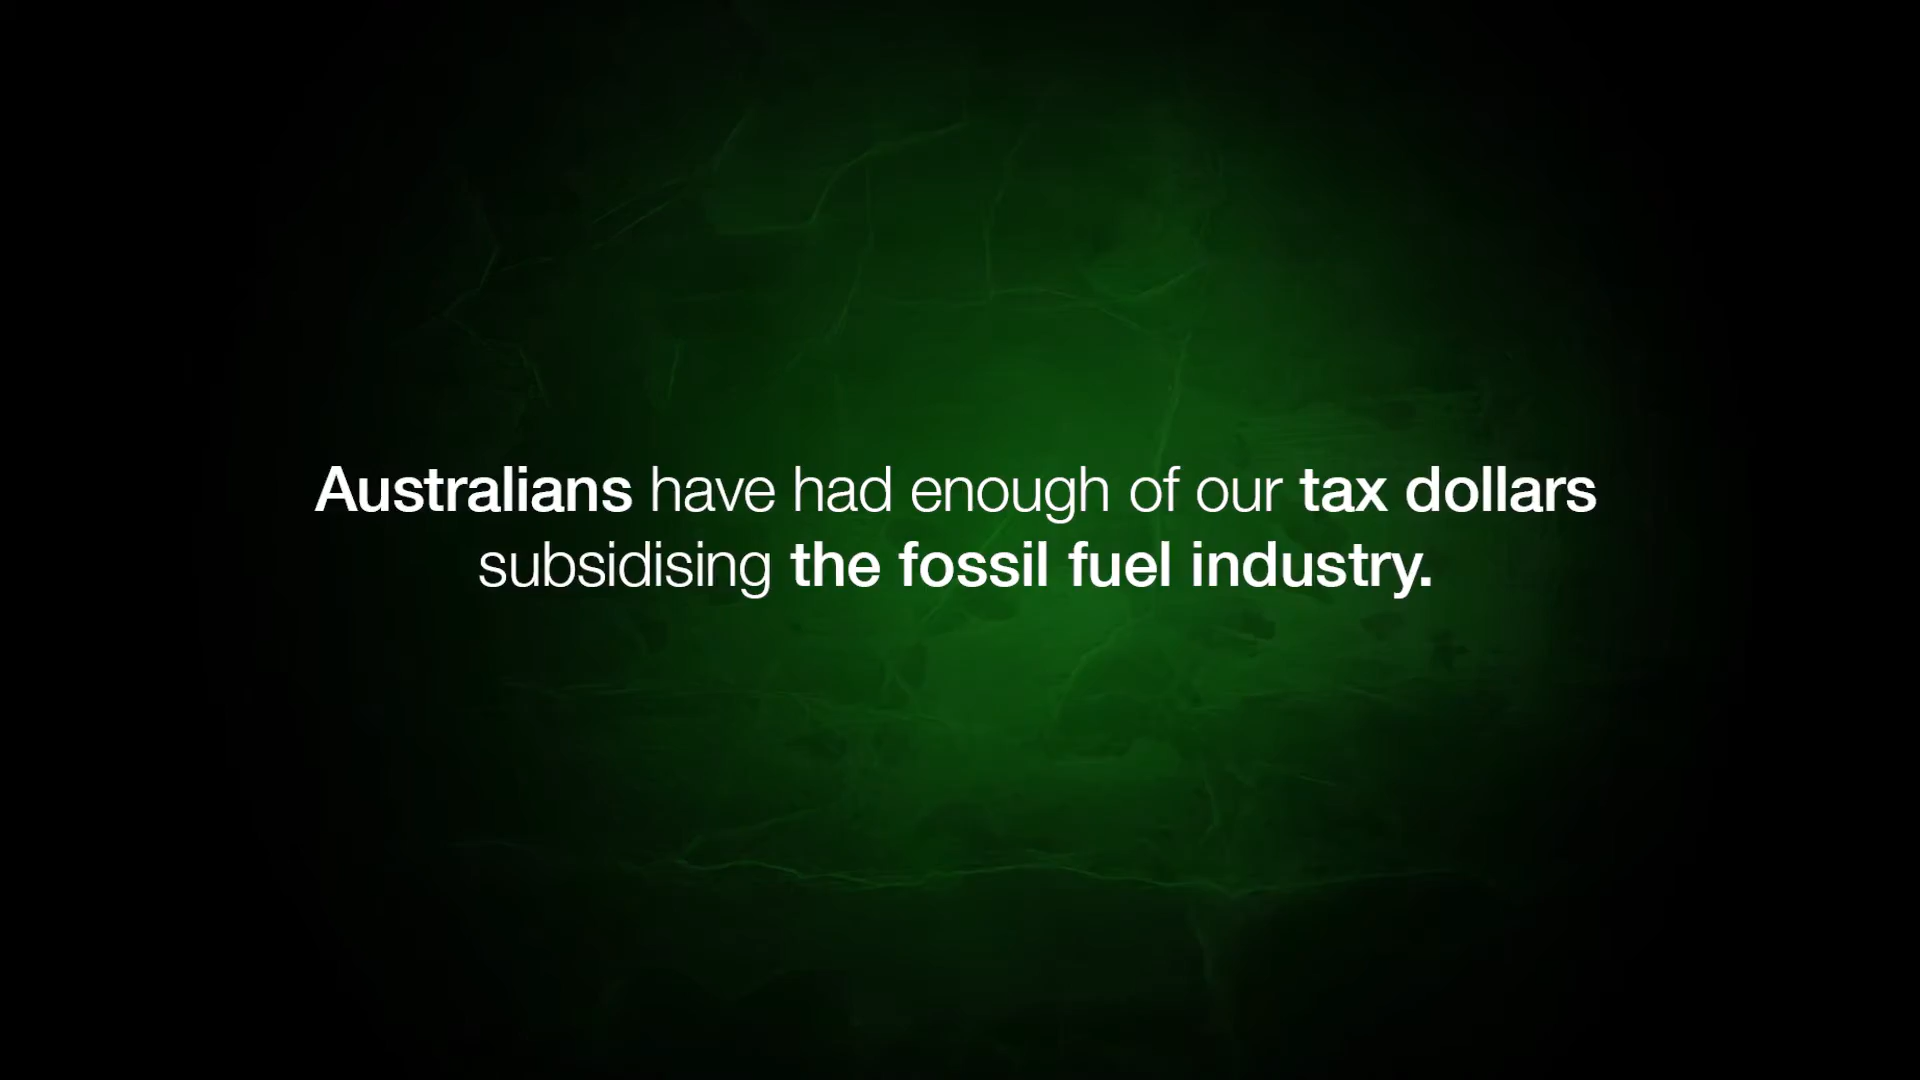 Australians have had enough of our tax dollars
subsidising the fossil fuel industry.